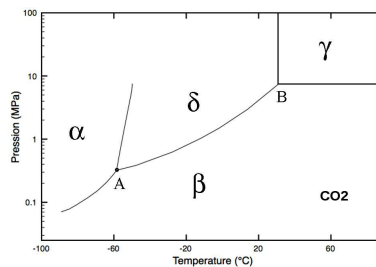 100
10
1
0.1
Pression (MPa)
α
δ
γ
B
A
β
CO2
-100 -60 -20 20 60
Temperature (°C)